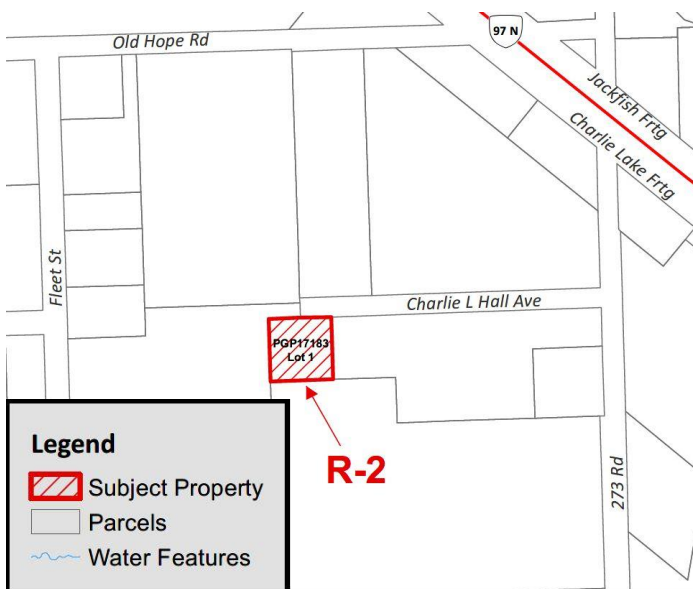 Old Hope Rd
97 N
Jackfish Frtg
Charlie Lake Frtg
Fleet St
Charlie L Hall Ave
PGP17183
Lot 1
R-2
273 Rd
Legend
Subject Property
Parcels
Water Features